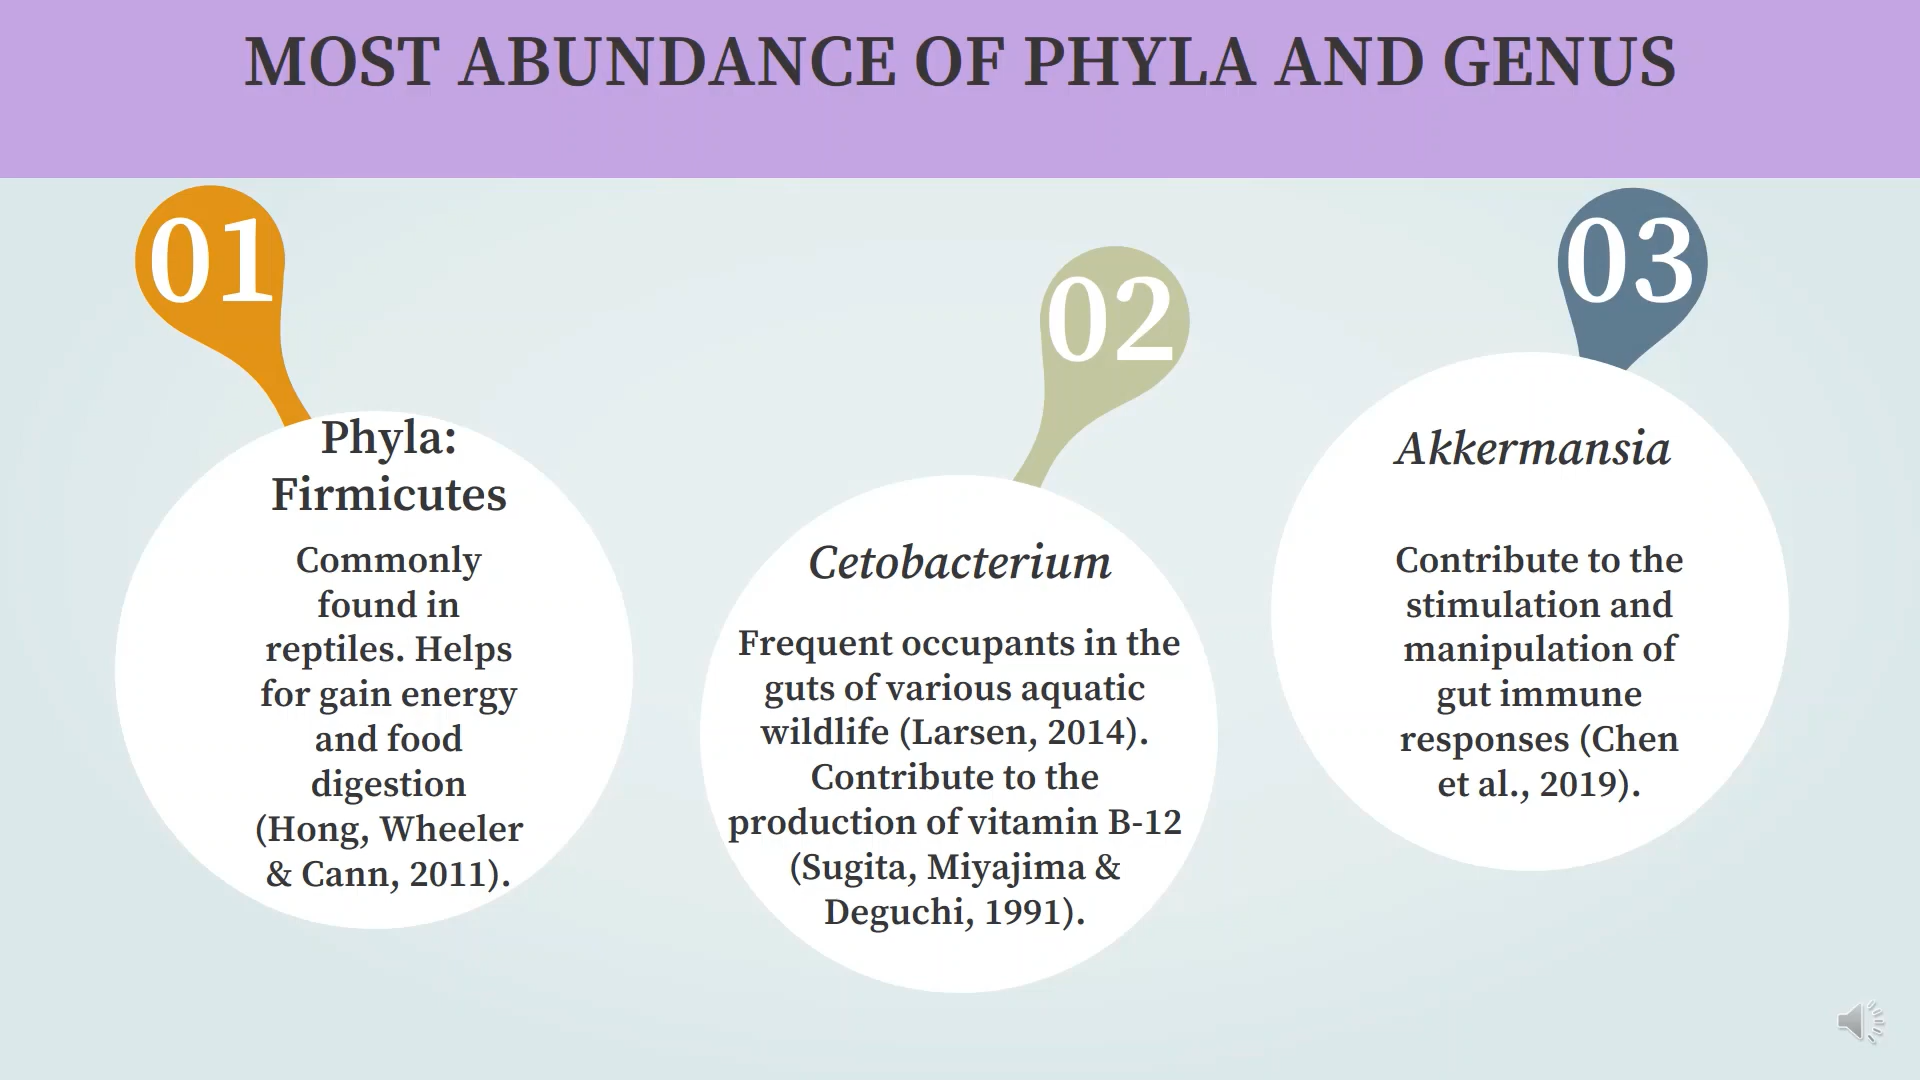 MOST ABUNDANCE OF PHYLA AND GENUS
01
Phyla:
Firmicutes
Commonly
found in
reptiles. Helps
for gain energy
and food
digestion
(Hong, Wheeler
& Cann, 2011).
02
Cetobacterium
Frequent occupants in the
guts of various aquatic
wildlife (Larsen, 2014).
Contribute to the
production of vitamin B-12
(Sugita, Miyajima &
Deguchi, 1991).
03
Akkermansia
Contribute to the
stimulation and
manipulation of
gut immune
responses (Chen
et al., 2019).